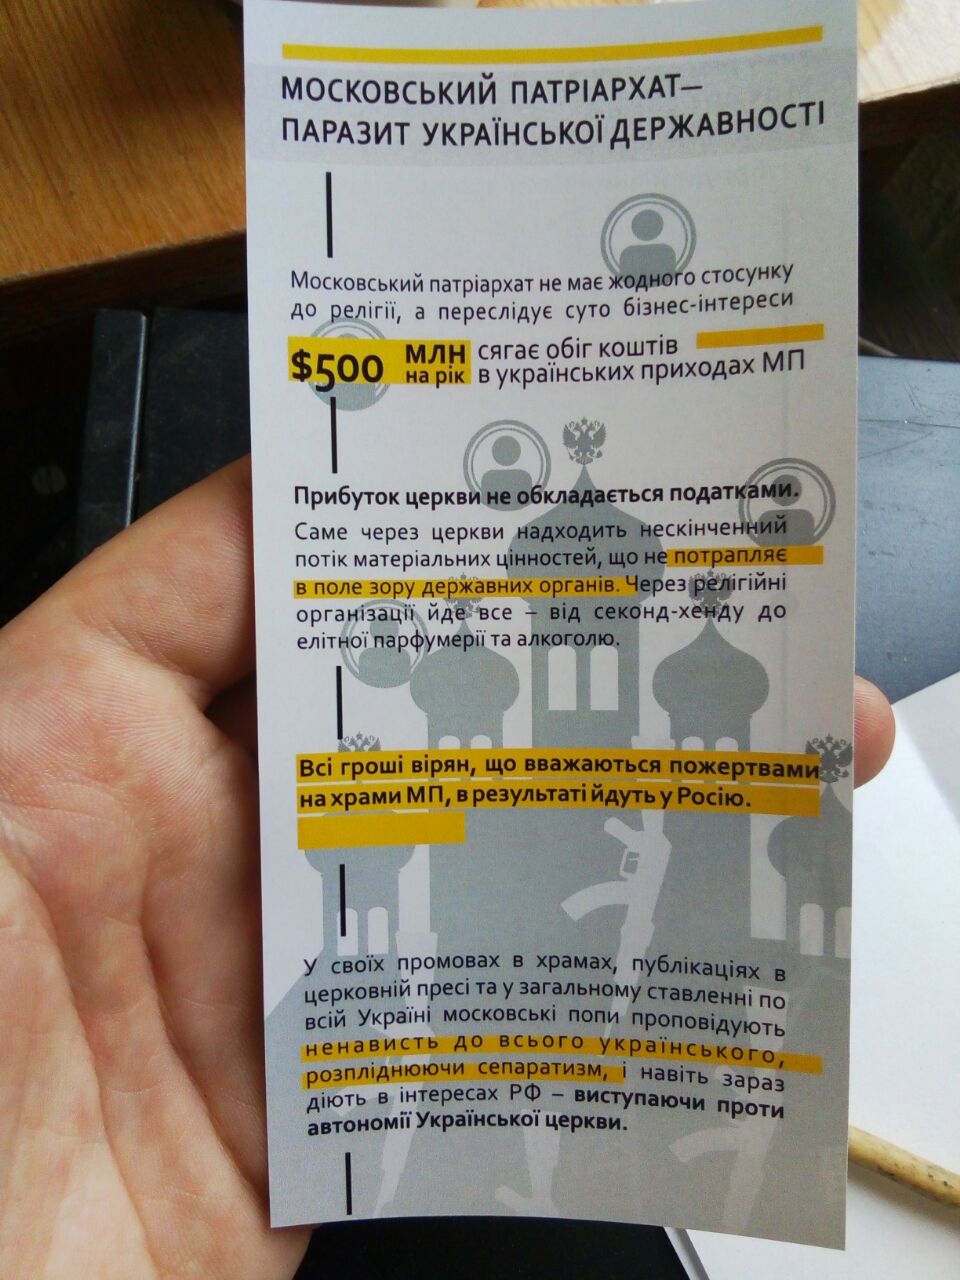 МОСКОВСЬКИЙ ПАТРІАРХАТ—
ПАРАЗИТ УКРАЇНСЬКОЇ ДЕРЖАВНОСТІ
Московський патріархат не має жодного стосунку
до релігії, а переслідує суто бізнес-інтереси
$500 МЛН на рік сягає обіг коштів
в українських приходах МП
Прибуток церкви не обкладається податками.
Саме через церкви надходить нескінченний
потік матеріальних цінностей, що не потрапляє
в поле зору державних органів. Через релігійні
організації йде все – від секонд-хенду до
елітної парфумерії та алкоголю.
Всі гроші вірян, що вважаються пожертвами
на храми МП, в результаті йдуть у Росію.
У своїх промовах в храмах, публікаціях в
церковній пресі та у загальному ставленні по
всій Україні московські попи проповідують
ненависть до всього українського,
розпліднюючи сепаратизм, і навіть зараз
діють в інтересах РФ – виступаючи проти
автономії Української церкви.